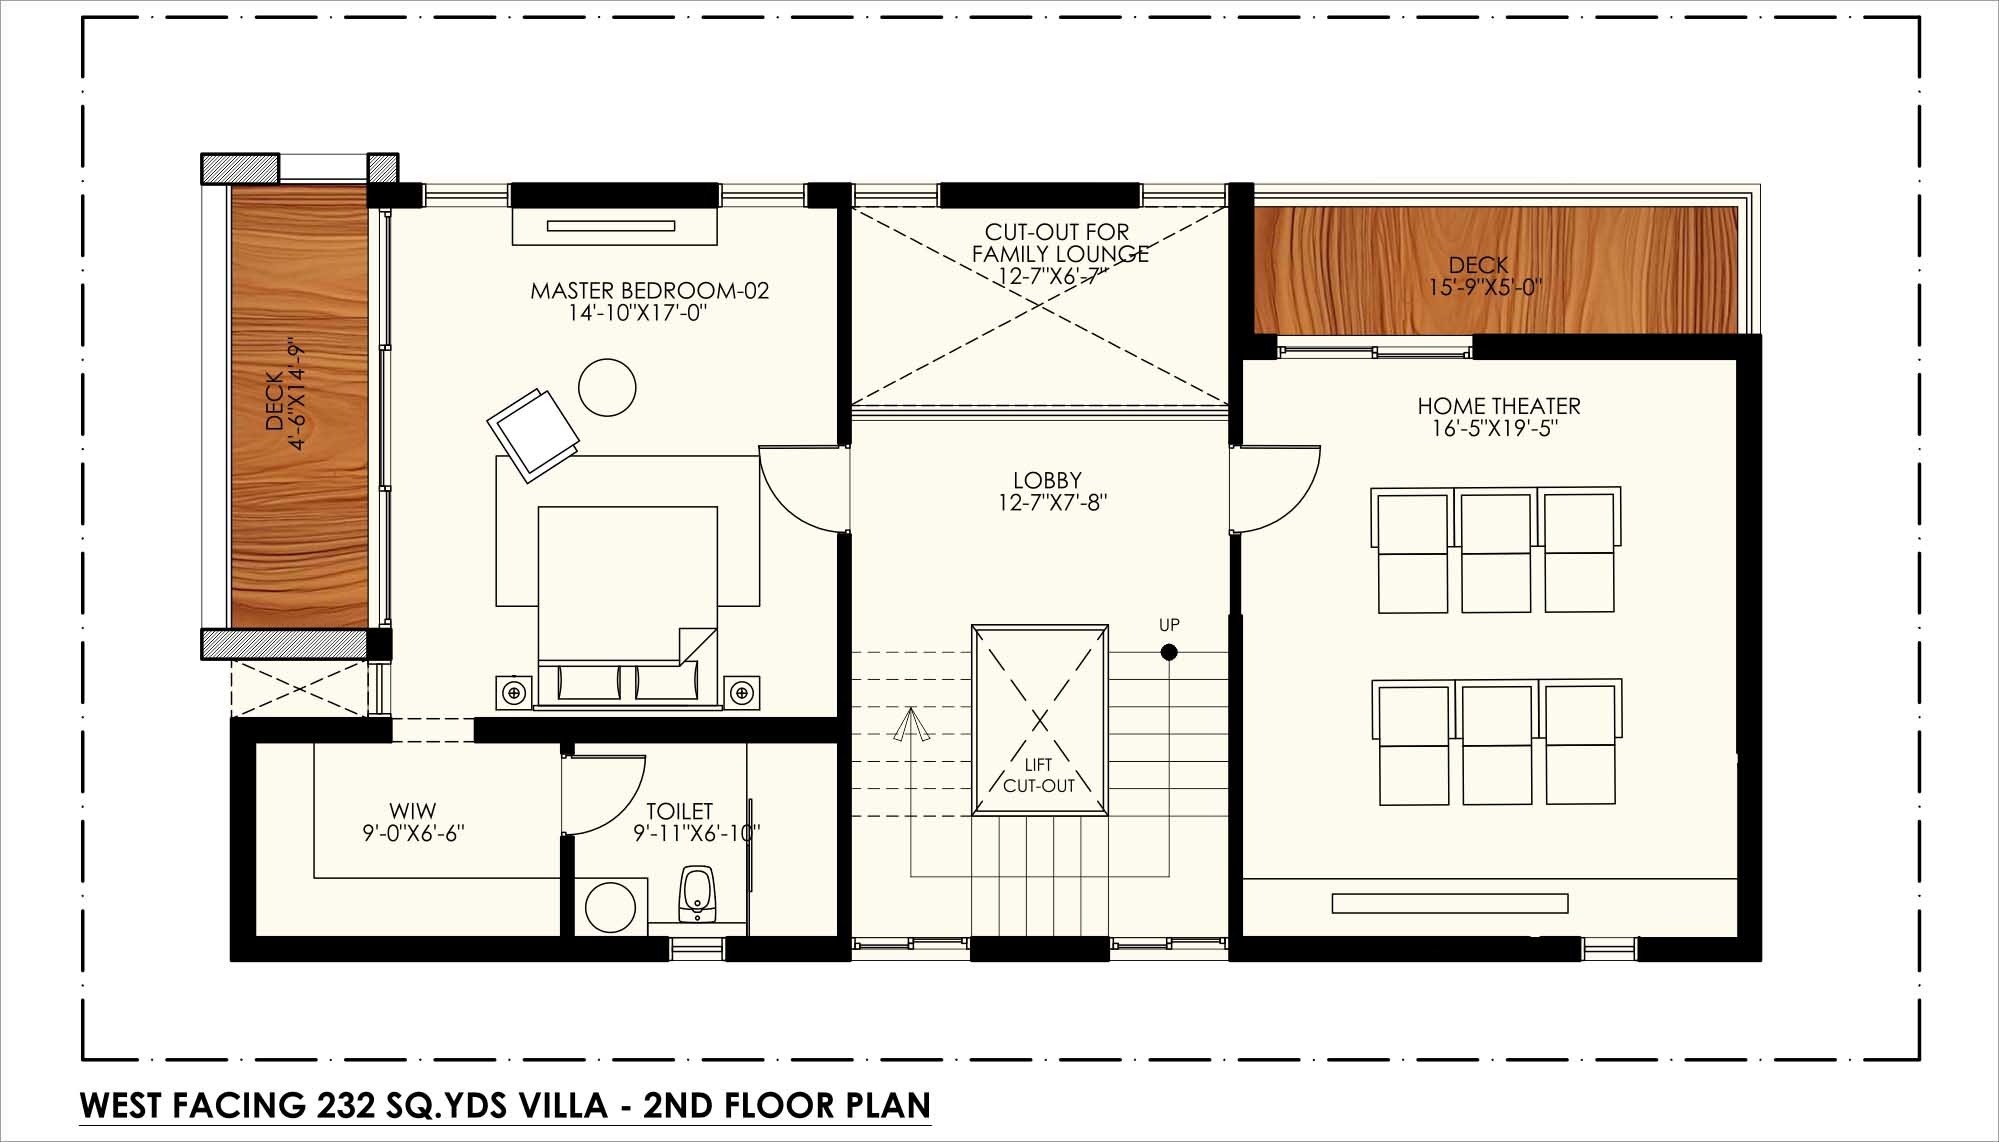 CUT-OUT FOR
FAMILY LOUNGE
12-7"X6'-7"
DECK
15'-9"X5'-0"
MASTER BEDROOM-02
14'-10"X17'-0"
DECK
4'-6"X14'-9"
HOME THEATER
16'-5"X19'-5"
LOBBY
12-7"X7'-8"
UP
LIFT
CUT-OUT
WIW
9'-0"X6'-6"
TOILET
9'-11"X6'-10"
WEST FACING 232 SQ.YDS VILLA - 2ND FLOOR PLAN